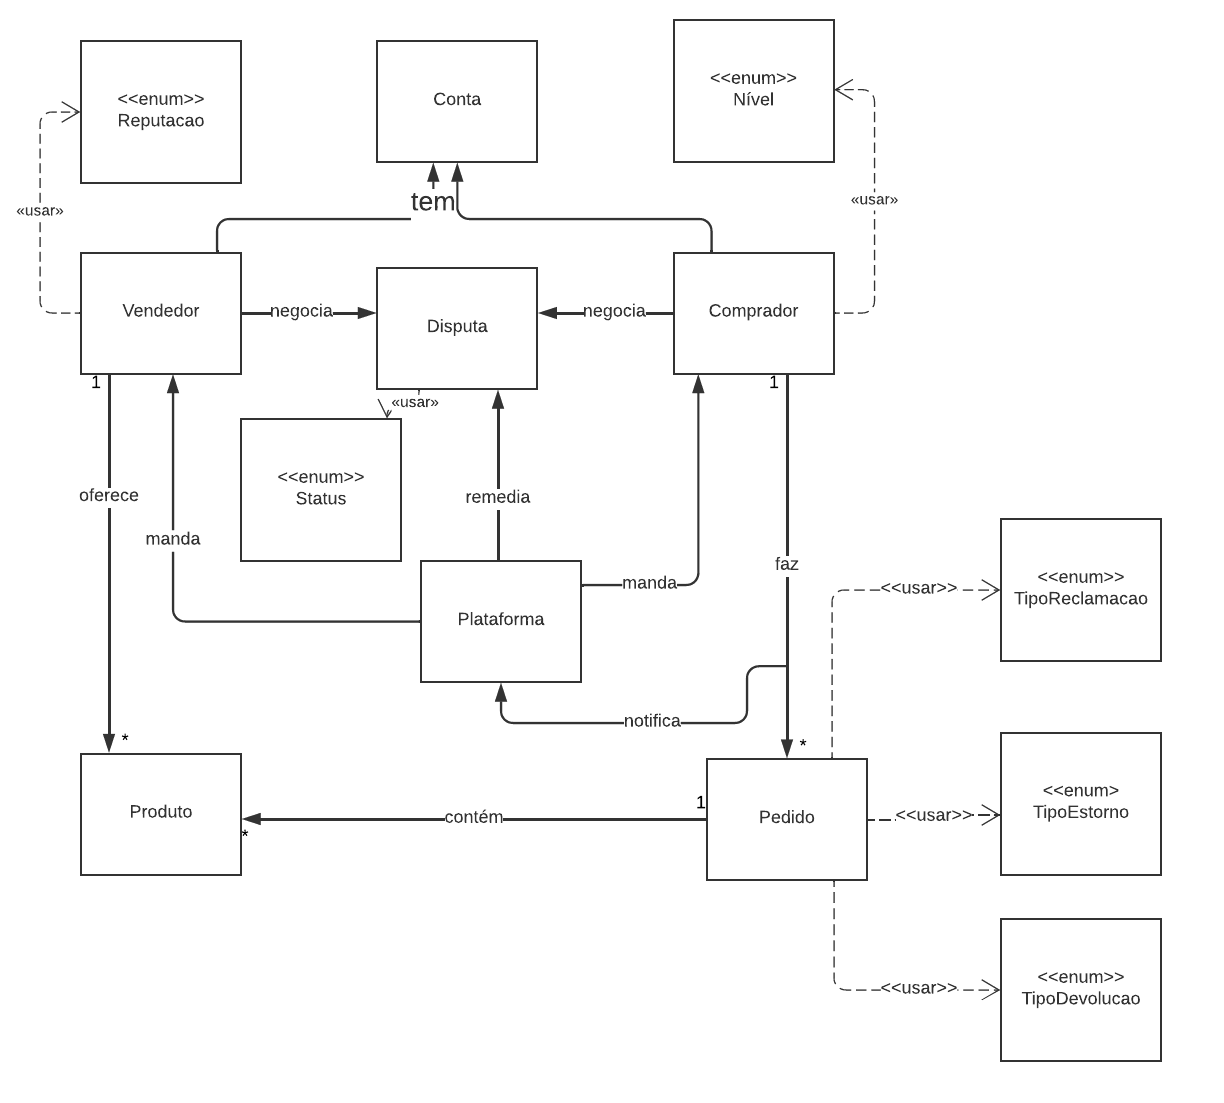 <<enum>>
Reputacao
Conta
<<enum>>
Nível
«usar»
tem
«usar»
Vendedor
negocia
Disputa
negocia
Comprador
1
«usar»
1
<<enum>>
Status
oferece
remedia
manda
faz
manda
Plataforma
<<usar>>
<<enum>>
TipoReclamacao
notifica
*
*
Produto
*
contém
1
Pedido
<<usar>>
<<enum>
TipoEstorno
<<usar>>
<<enum>>
TipoDevolucao